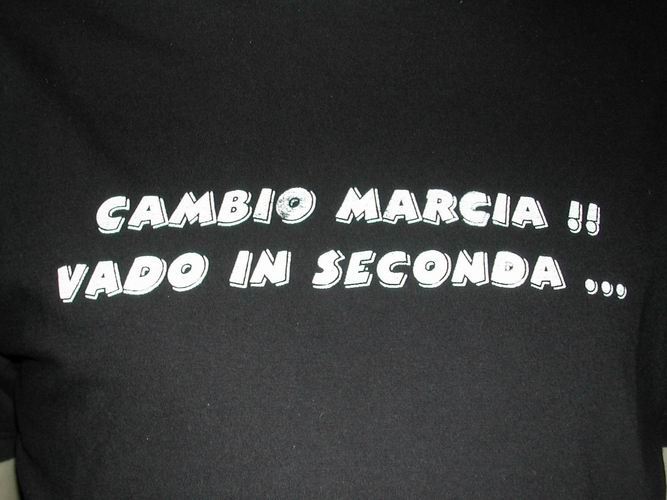 CAMBIO MARCIA !!
VADO IN SECONDA ...